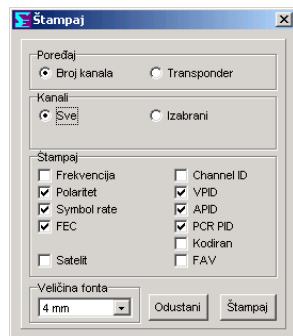 Štampaj
Poređaj
Broj kanala Transponder
Kanali
Sve Izabrani
Štampaj
Frekvencija Channel ID
Polaritet VPID
Symbol rate APID
FEC PCR PID
Kodiran
Satelit FAV
Veličina fonta
4 mm Odustani Štampaj